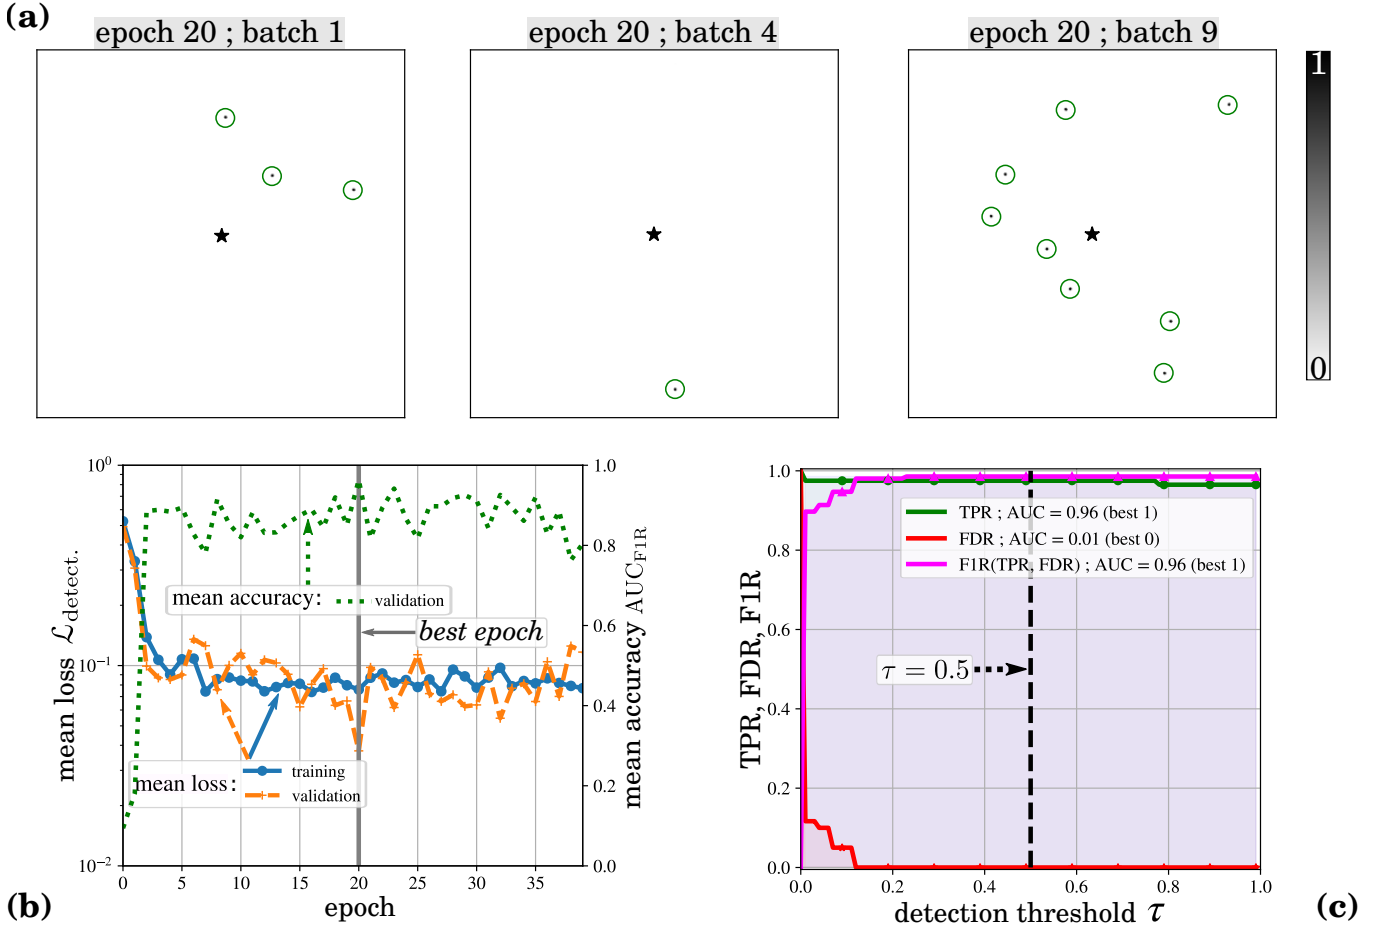 (a)
epoch 20 ; batch 1
epoch 20 ; batch 4
epoch 20 ; batch 9
1
0
10⁰
10⁻¹
10⁻²
mean loss ℒdetect.
1.0
0.8
0.6
0.4
0.2
0.0
mean accuracy AUC_F1R
mean accuracy:
validation
best epoch
mean loss:
training
validation
0 5 10 15 20 25 30 35
epoch
(b)
1.0
0.8
0.6
0.4
0.2
0.0
TPR, FDR, F1R
TPR ; AUC = 0.96 (best 1)
FDR ; AUC = 0.01 (best 0)
F1R(TPR, FDR) ; AUC = 0.96 (best 1)
τ = 0.5
0.0 0.2 0.4 0.6 0.8 1.0
detection threshold τ
(c)